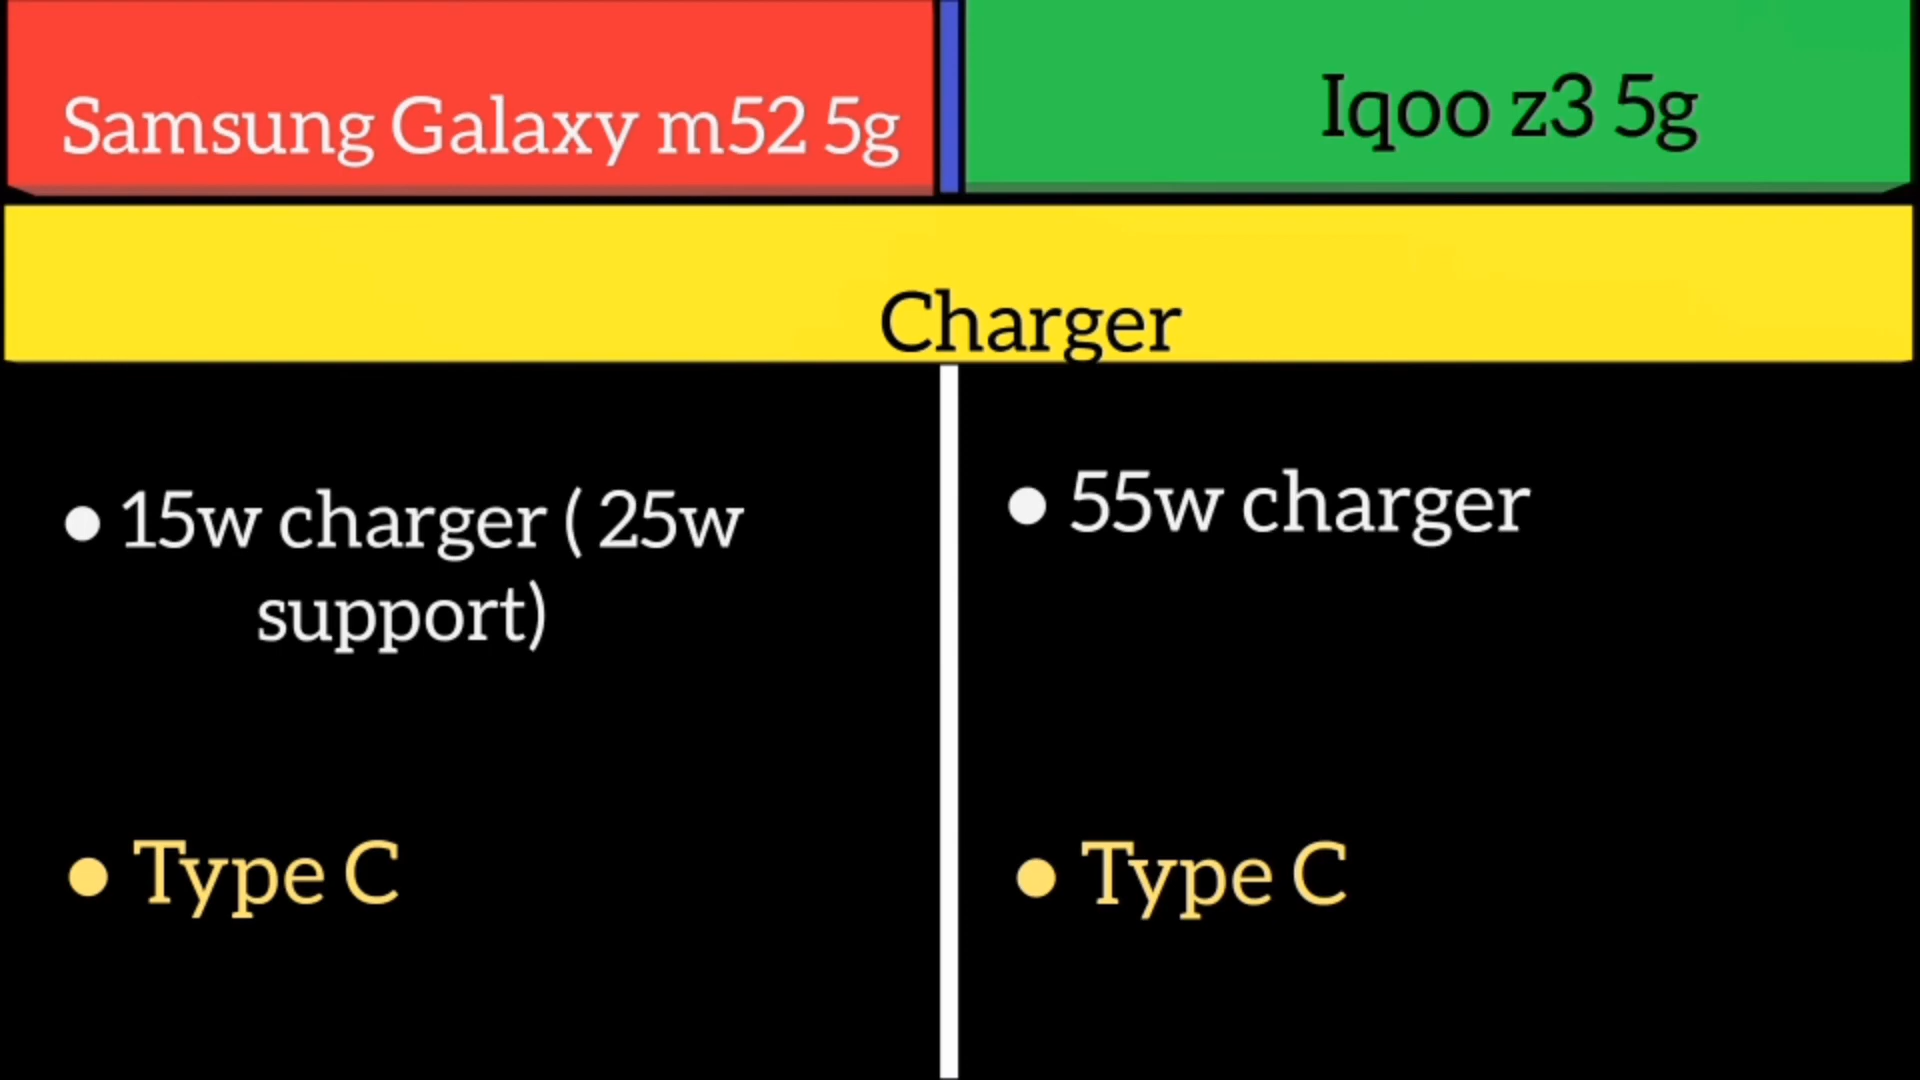 Samsung Galaxy m52 5g
Iqoo z3 5g
Charger
● 15w charger ( 25w
support)
● 55w charger
● Type C
● Type C